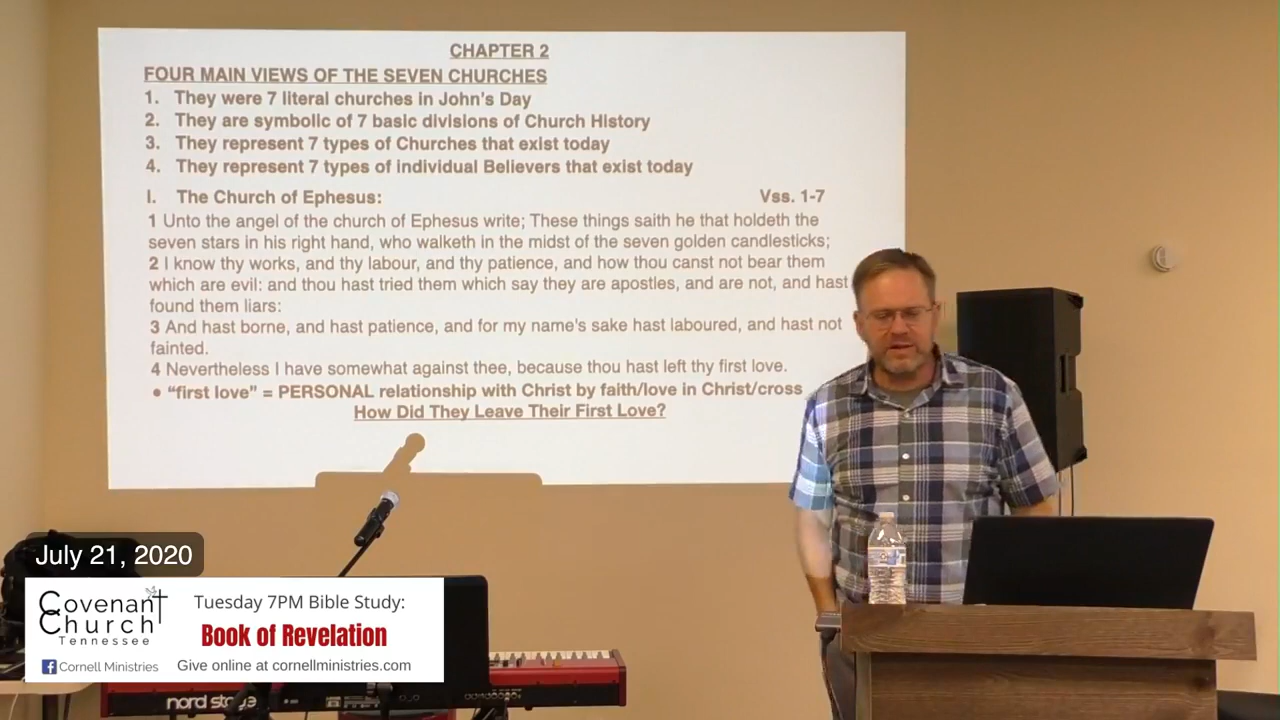 CHAPTER 2
FOUR MAIN VIEWS OF THE SEVEN CHURCHES
1. They were 7 literal churches in John's Day
2. They are symbolic of 7 basic divisions of Church History
3. They represent 7 types of Churches that exist today
4. They represent 7 types of individual Believers that exist today
I. The Church of Ephesus: Vss. 1-7
1 Unto the angel of the church of Ephesus write; These things saith he that holdeth the
seven stars in his right hand, who walketh in the midst of the seven golden candlesticks;
2 I know thy works, and thy labour, and thy patience, and how thou canst not bear them
which are evil: and thou hast tried them which say they are apostles, and are not, and hast
found them liars:
3 And hast borne, and hast patience, and for my name's sake hast laboured, and hast not
fainted.
4 Nevertheless I have somewhat against thee, because thou hast left thy first love.
• "first love" = PERSONAL relationship with Christ by faith/love in Christ/cross
How Did They Leave Their First Love?
July 21, 2020
Covenant
Church
Tennessee
Cornell Ministries
Tuesday 7PM Bible Study:
Book of Revelation
Give online at cornellministries.com
nord stage